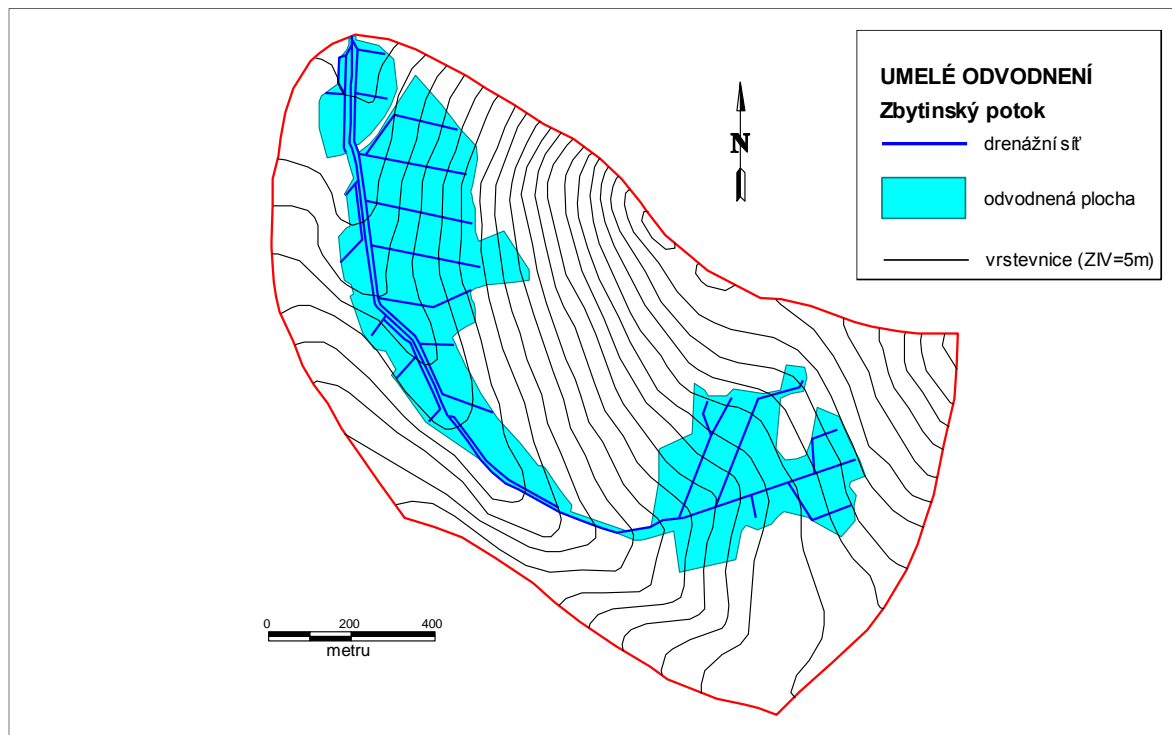 UMELÉ ODVODNENÍ
Zbytinský potok
drenážní síť
odvodnená plocha
vrstevnice (ZIV=5m)
N
0 200 400
metru